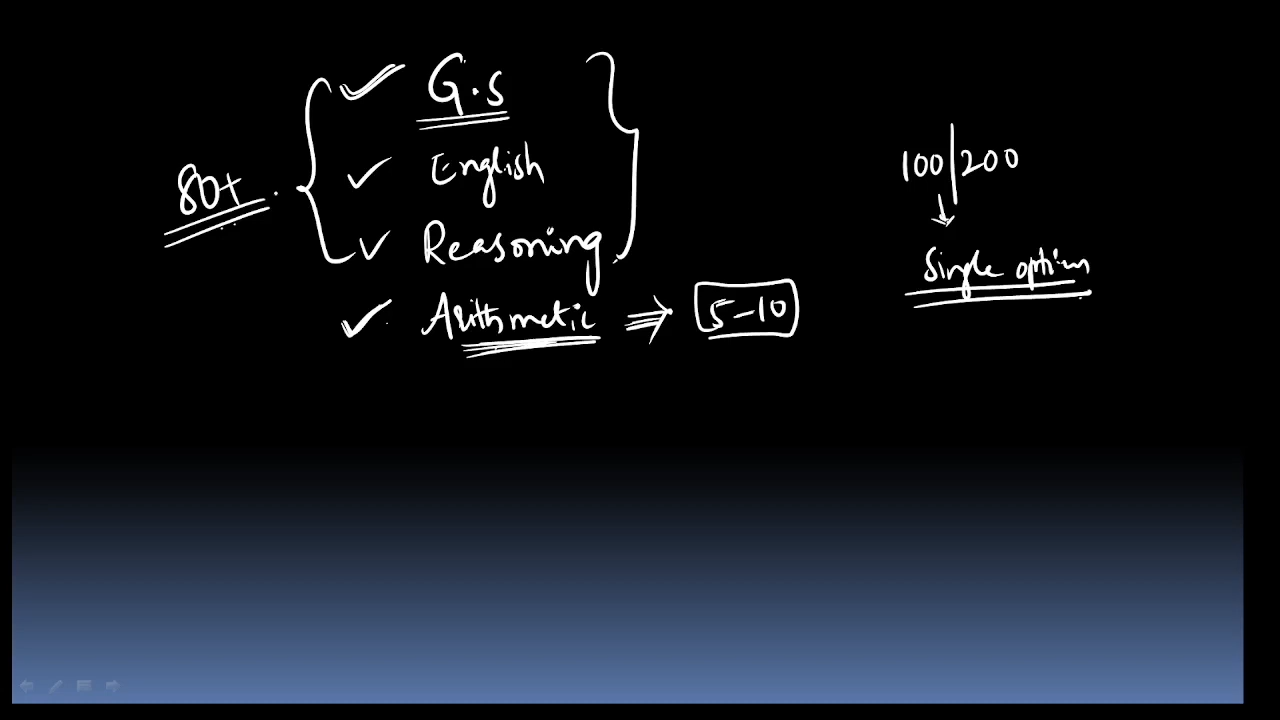 G.S
English
80+
Reasoning
Arithmetic ⇒ 5-10
100|200
↓
Single option